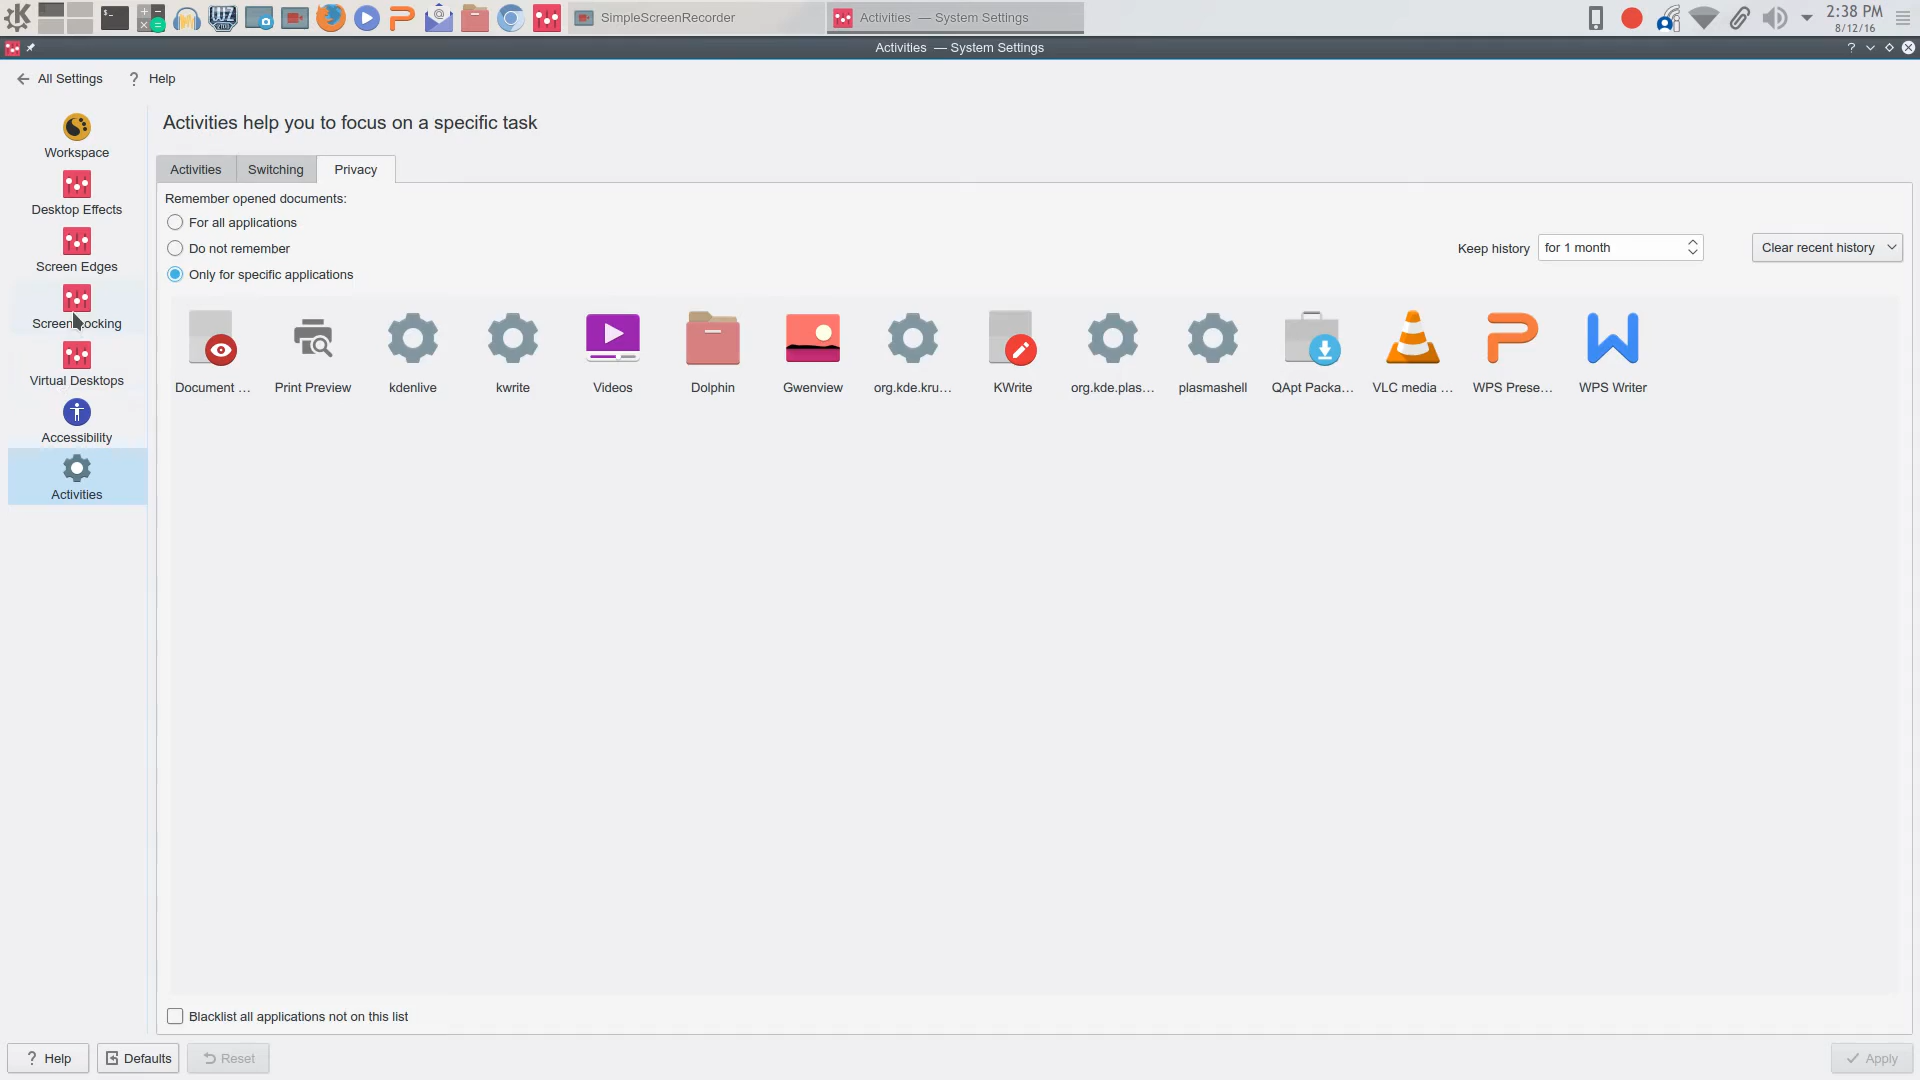 SimpleScreenRecorder
Activities — System Settings
2:38 PM
8/12/16
Activities — System Settings
All Settings
? Help
Workspace
Desktop Effects
Screen Edges
Screen Locking
Virtual Desktops
Accessibility
Activities
Activities help you to focus on a specific task
Activities
Switching
Privacy
Remember opened documents:
For all applications
Do not remember
Only for specific applications
Keep history
for 1 month
Clear recent history
Document ...
Print Preview
kdenlive
kwrite
Videos
Dolphin
Gwenview
org.kde.kru...
KWrite
org.kde.plas...
plasmashell
QApt Packa...
VLC media ...
WPS Prese...
WPS Writer
Blacklist all applications not on this list
? Help
Defaults
Reset
Apply